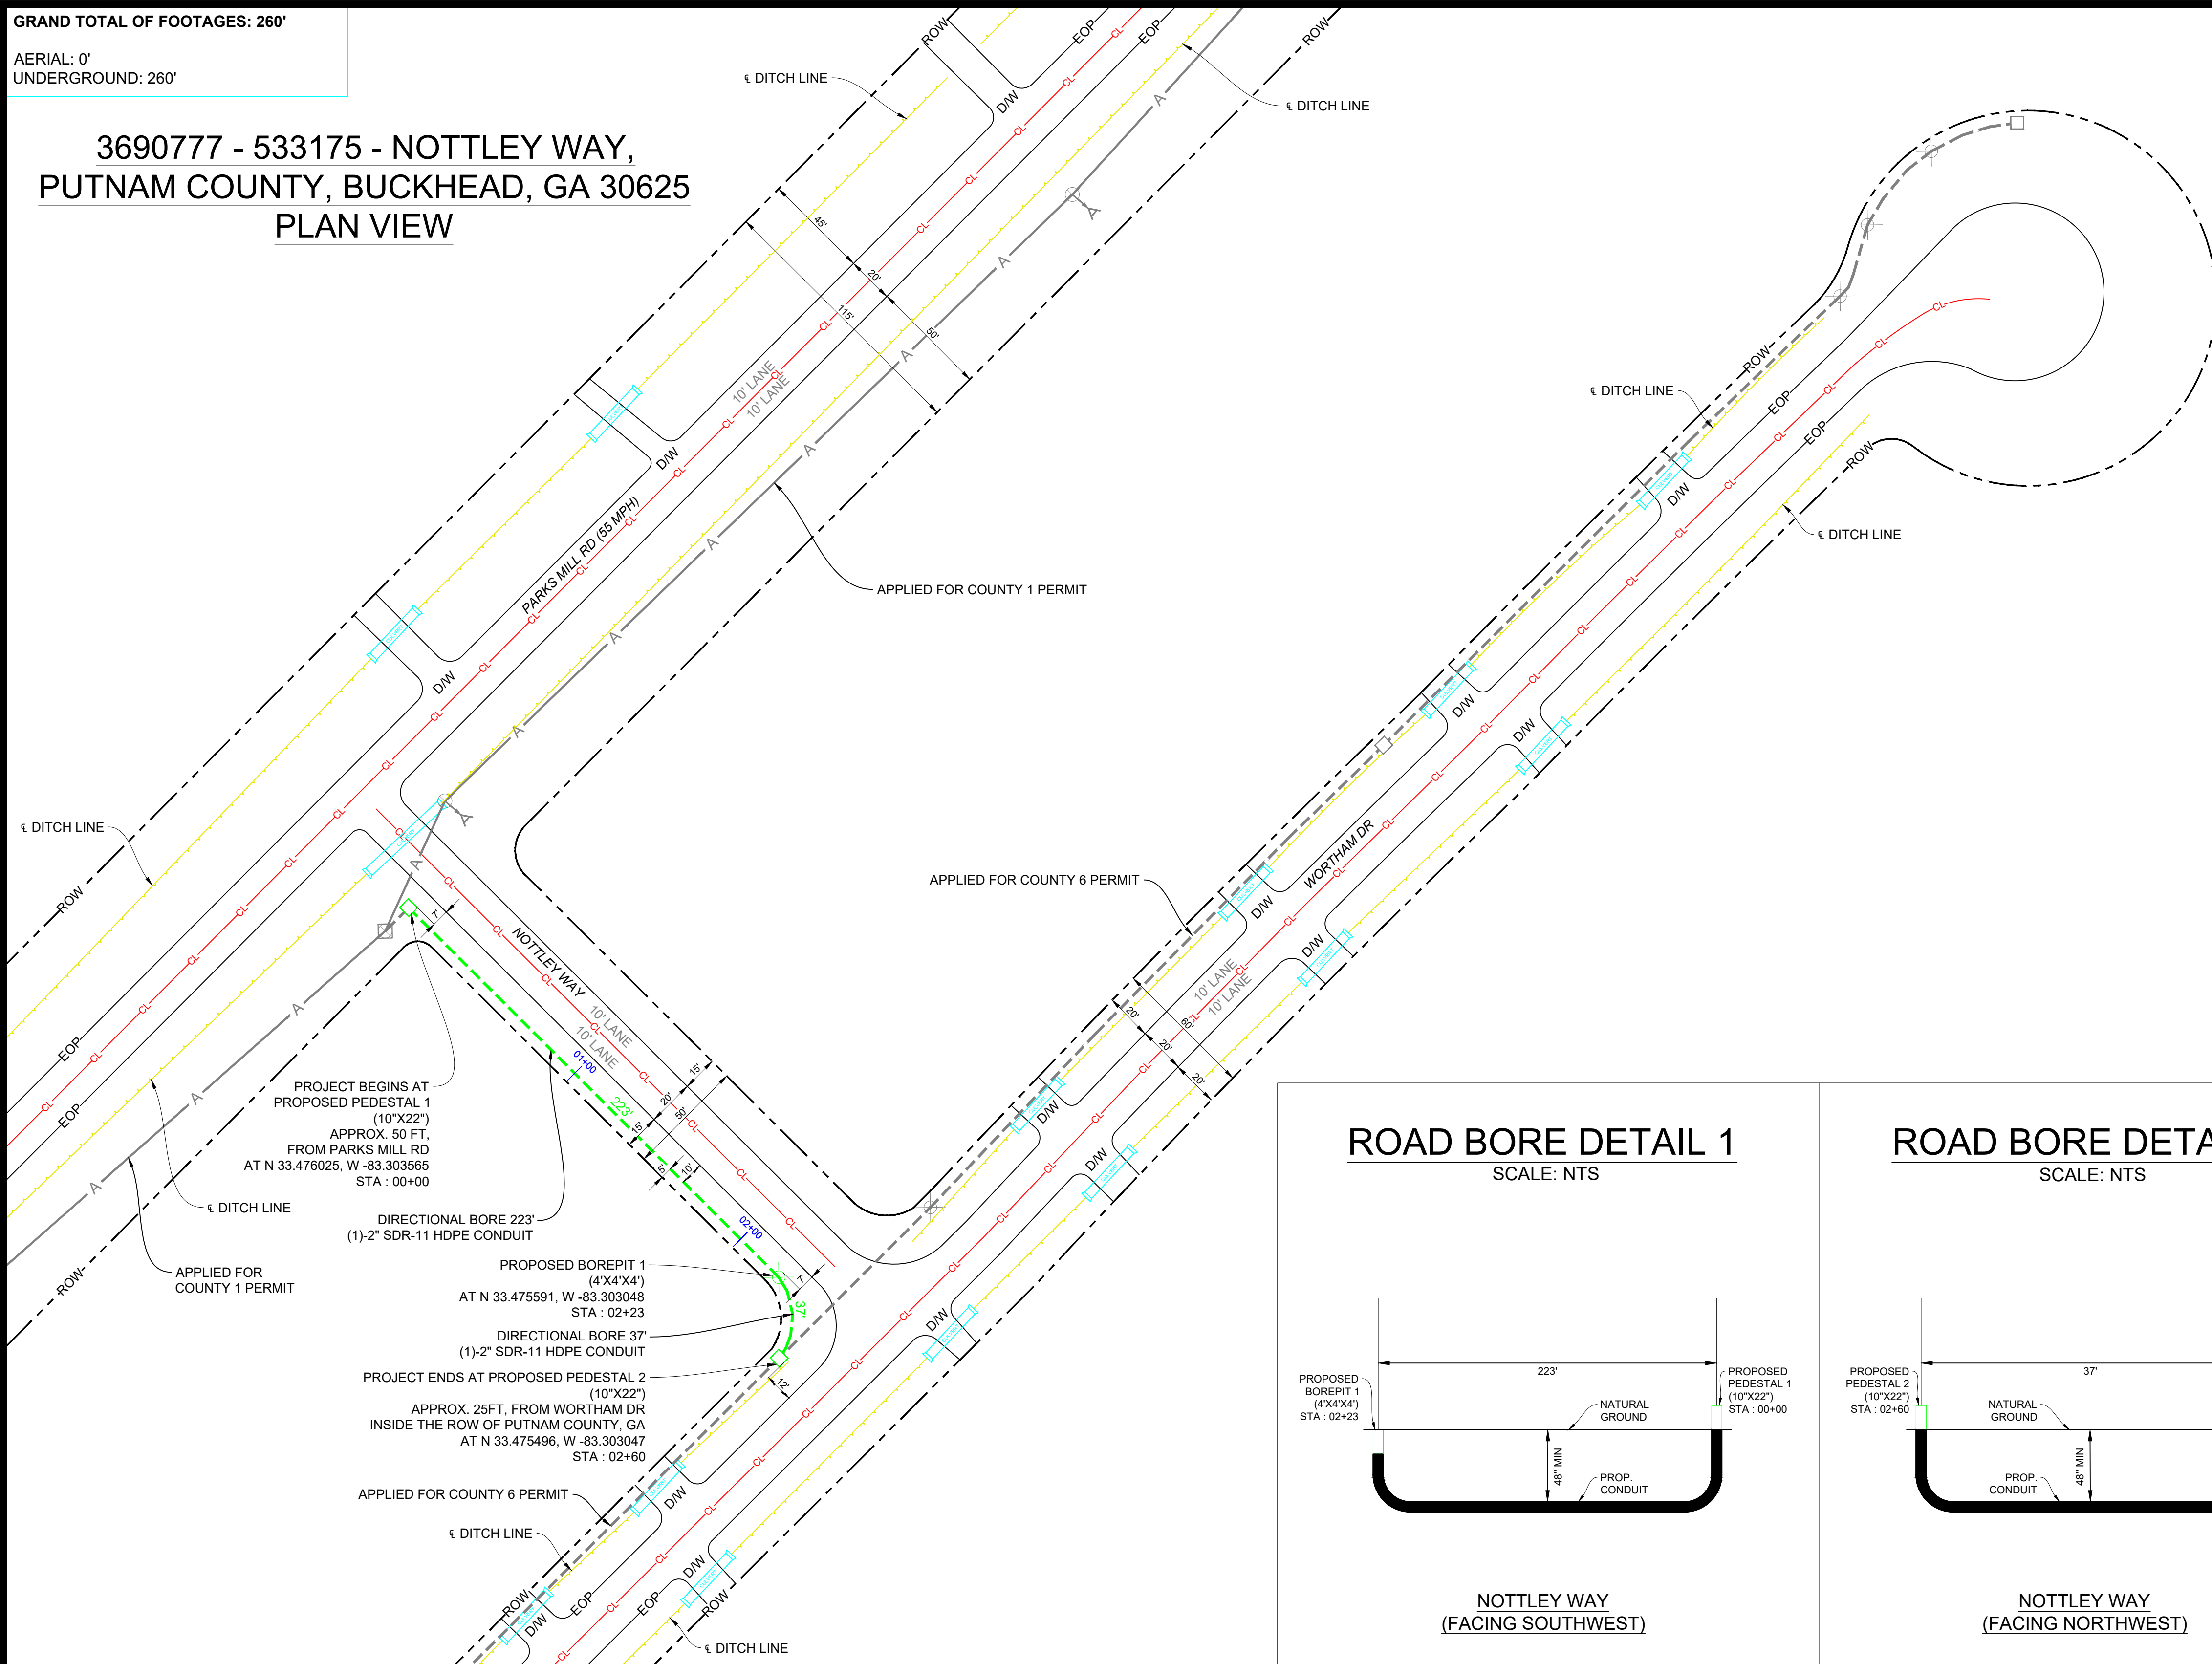 GRAND TOTAL OF FOOTAGES: 260'
AERIAL: 0'
UNDERGROUND: 260'
3690777 - 533175 - NOTTLEY WAY,
PUTNAM COUNTY, BUCKHEAD, GA 30625
PLAN VIEW
℄ DITCH LINE
ROW
EOP
CL
EOP
ROW
℄ DITCH LINE
D/W
A
45'
20'
115'
50'
10' LANE
10' LANE
D/W
PARKS MILL RD (55 MPH)
APPLIED FOR COUNTY 1 PERMIT
D/W
℄ DITCH LINE
ROW
EOP
EOP
ROW
℄ DITCH LINE
ROW
EOP
EOP
ROW
℄ DITCH LINE
D/W
D/W
D/W
WORTHAM DR
APPLIED FOR COUNTY 6 PERMIT
D/W
D/W
10' LANE
10' LANE
20'
60'
20'
20'
7'
NOTTLEY WAY
10' LANE
10' LANE
01+00
223'
15'
20'
50'
15'
5'
10'
02+00
7'
37'
12'
PROJECT BEGINS AT
PROPOSED PEDESTAL 1
(10"X22")
APPROX. 50 FT,
FROM PARKS MILL RD
AT N 33.476025, W -83.303565
STA : 00+00
℄ DITCH LINE
DIRECTIONAL BORE 223'
(1)-2" SDR-11 HDPE CONDUIT
APPLIED FOR
COUNTY 1 PERMIT
PROPOSED BOREPIT 1
(4'X4'X4')
AT N 33.475591, W -83.303048
STA : 02+23
DIRECTIONAL BORE 37'
(1)-2" SDR-11 HDPE CONDUIT
PROJECT ENDS AT PROPOSED PEDESTAL 2
(10"X22")
APPROX. 25FT, FROM WORTHAM DR
INSIDE THE ROW OF PUTNAM COUNTY, GA
AT N 33.475496, W -83.303047
STA : 02+60
APPLIED FOR COUNTY 6 PERMIT
℄ DITCH LINE
D/W
D/W
D/W
D/W
D/W
D/W
ROW
EOP
EOP
ROW
℄ DITCH LINE
ROAD BORE DETAIL 1
SCALE: NTS
223'
PROPOSED
BOREPIT 1
(4'X4'X4')
STA : 02+23
PROPOSED
PEDESTAL 1
(10"X22")
STA : 00+00
NATURAL
GROUND
48" MIN
PROP.
CONDUIT
NOTTLEY WAY
(FACING SOUTHWEST)
ROAD BORE DETA
SCALE: NTS
37'
PROPOSED
PEDESTAL 2
(10"X22")
STA : 02+60
NATURAL
GROUND
48" MIN
PROP.
CONDUIT
NOTTLEY WAY
(FACING NORTHWEST)